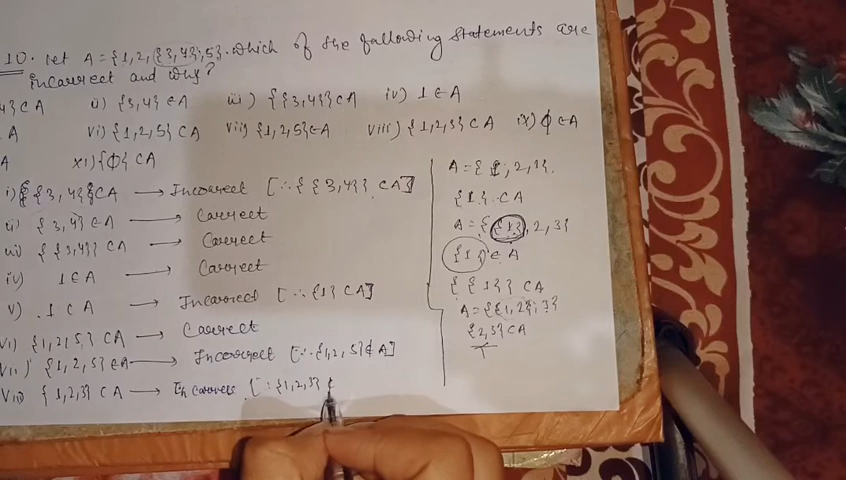 10. Let A = {1, 2, {3, 4}, 5}. which of the following statements are
incorrect and why?
4} ⊂ A ii) {3,4} ∈ A iii) {{3,4}} ⊂ A iv) 1 ∈ A
A vi) {1,2,5} ⊂ A vii) {1,2,5} ∈ A viii) {1,2,3} ⊂ A ix) ϕ ∈ A
A xi) {ϕ} ⊂ A
i) {3,4} ⊂ A → Incorrect [∵ {{3,4}} ⊂ A]
ii) {3,4} ∈ A → Correct
iii) {{3,4}} ⊂ A → Correct
iv) 1 ∈ A → Correct
v) 1 ⊂ A → Incorrect [∵ {1} ⊂ A]
vi) {1,2,5} ⊂ A → Correct
vii) {1,2,5} ∈ A → Incorrect [∵ {1,2,5} ∉ A]
viii) {1,2,3} ⊂ A → Incorrect [∵ {1,2,3}
A = {1, 2, 3}.
{1} ⊂ A
A = {{1}, 2, 3}
{1} ∈ A
{{1}} ⊂ A
A = {{1,2}, 3}
{2,3} ⊂ A